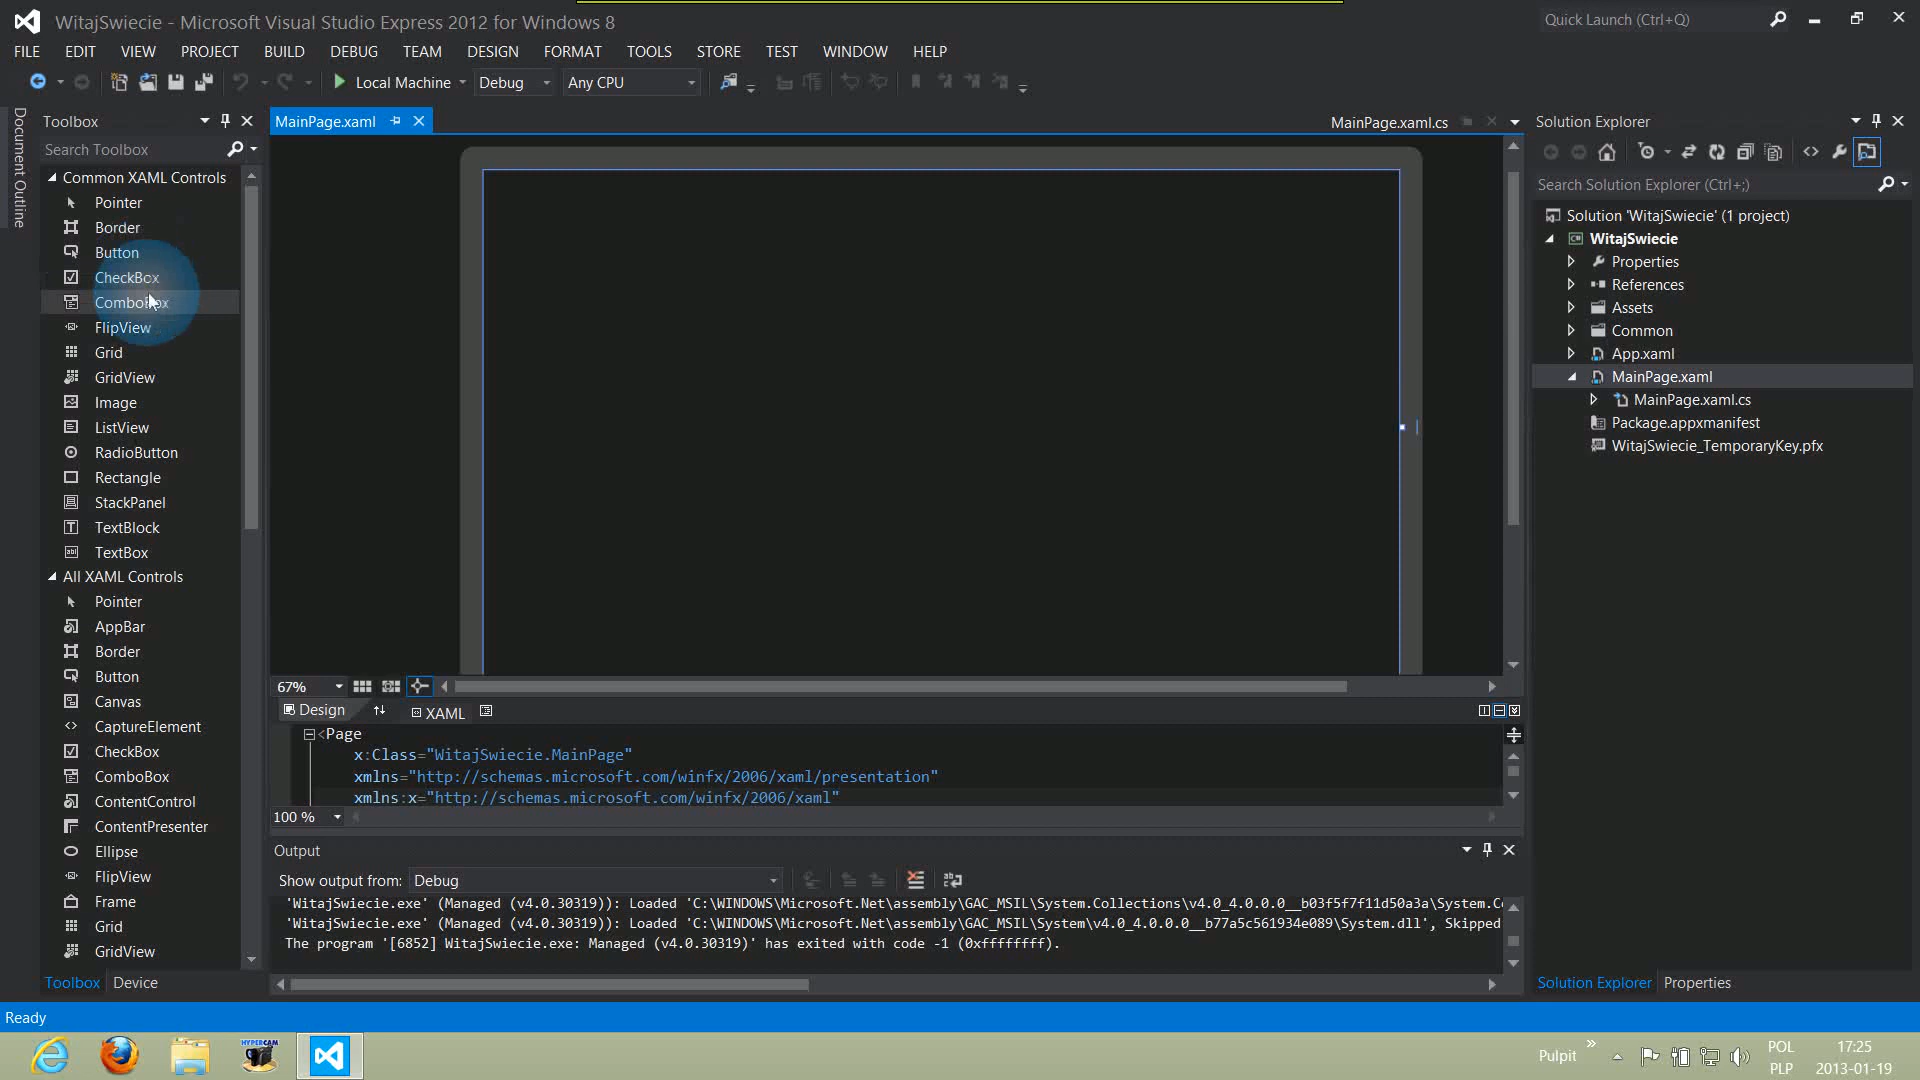 WitajSwiecie - Microsoft Visual Studio Express 2012 for Windows 8
Quick Launch (Ctrl+Q)
FILE EDIT VIEW PROJECT BUILD DEBUG TEAM DESIGN FORMAT TOOLS STORE TEST WINDOW HELP
Local Machine Debug Any CPU
Document Outline
Toolbox
Search Toolbox
Common XAML Controls
Pointer
Border
Button
CheckBox
ComboBox
FlipView
Grid
GridView
Image
ListView
RadioButton
Rectangle
StackPanel
TextBlock
TextBox
All XAML Controls
Pointer
AppBar
Border
Button
Canvas
CaptureElement
CheckBox
ComboBox
ContentControl
ContentPresenter
Ellipse
FlipView
Frame
Grid
GridView
Toolbox Device
MainPage.xaml
MainPage.xaml.cs
67%
Design XAML
<Page
x:Class="WitajSwiecie.MainPage"
xmlns="http://schemas.microsoft.com/winfx/2006/xaml/presentation"
xmlns:x="http://schemas.microsoft.com/winfx/2006/xaml"
100 %
Output
Show output from: Debug
'WitajSwiecie.exe' (Managed (v4.0.30319)): Loaded 'C:\WINDOWS\Microsoft.Net\assembly\GAC_MSIL\System.Collections\v4.0_4.0.0.0__b03f5f7f11d50a3a\System.Co
'WitajSwiecie.exe' (Managed (v4.0.30319)): Loaded 'C:\WINDOWS\Microsoft.Net\assembly\GAC_MSIL\System\v4.0_4.0.0.0__b77a5c561934e089\System.dll', Skipped
The program '[6852] WitajSwiecie.exe: Managed (v4.0.30319)' has exited with code -1 (0xffffffff).
Solution Explorer
Search Solution Explorer (Ctrl+;)
Solution 'WitajSwiecie' (1 project)
WitajSwiecie
Properties
References
Assets
Common
App.xaml
MainPage.xaml
MainPage.xaml.cs
Package.appxmanifest
WitajSwiecie_TemporaryKey.pfx
Solution Explorer Properties
Ready
HYPERCAM
Pulpit
POL
PLP
17:25
2013-01-19